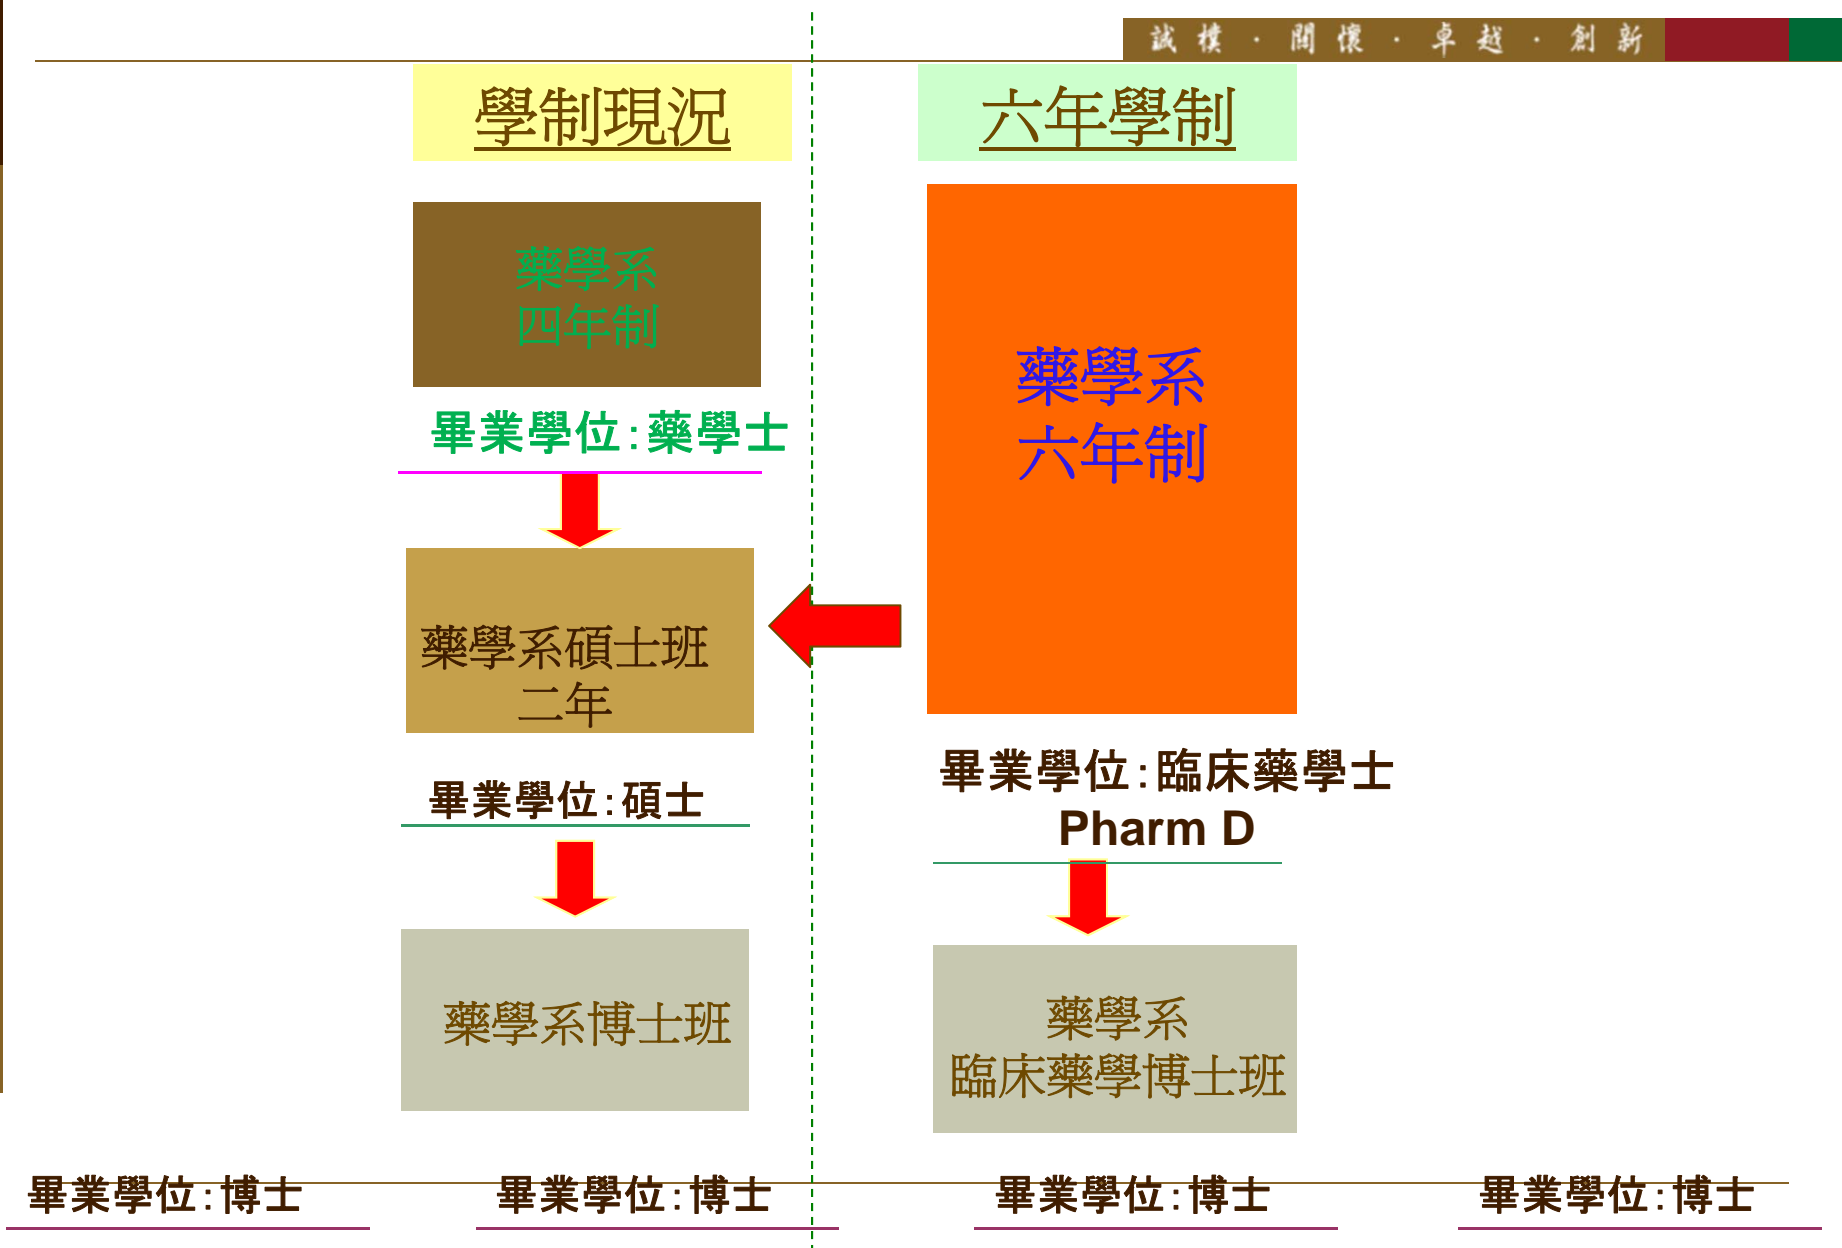 誠樸·關懷·卓越·創新
學制現況
六年學制
藥學系
四年制
畢業學位:藥學士
藥學系碩士班
二年
畢業學位:碩士
藥學系博士班
藥學系
六年制
畢業學位:臨床藥學士
Pharm D
藥學系
臨床藥學博士班
畢業學位:博士
畢業學位:博士
畢業學位:博士
畢業學位:博士